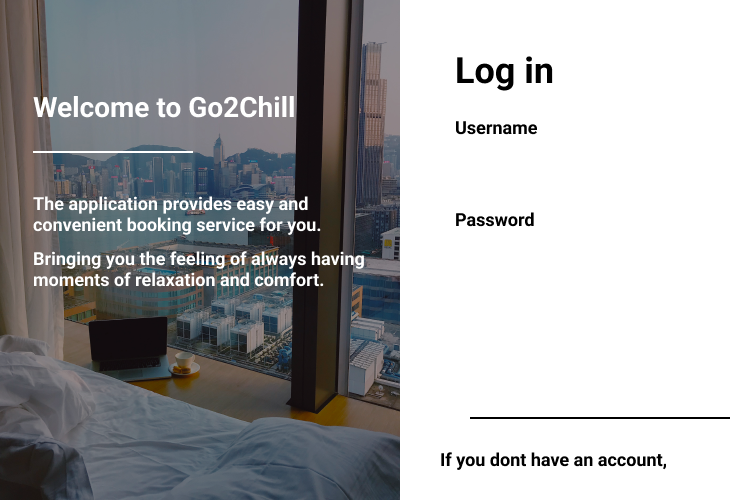 Welcome to Go2Chill
The application provides easy and
convenient booking service for you.
Bringing you the feeling of always having
moments of relaxation and comfort.
Log in
Username
Password
If you dont have an account,